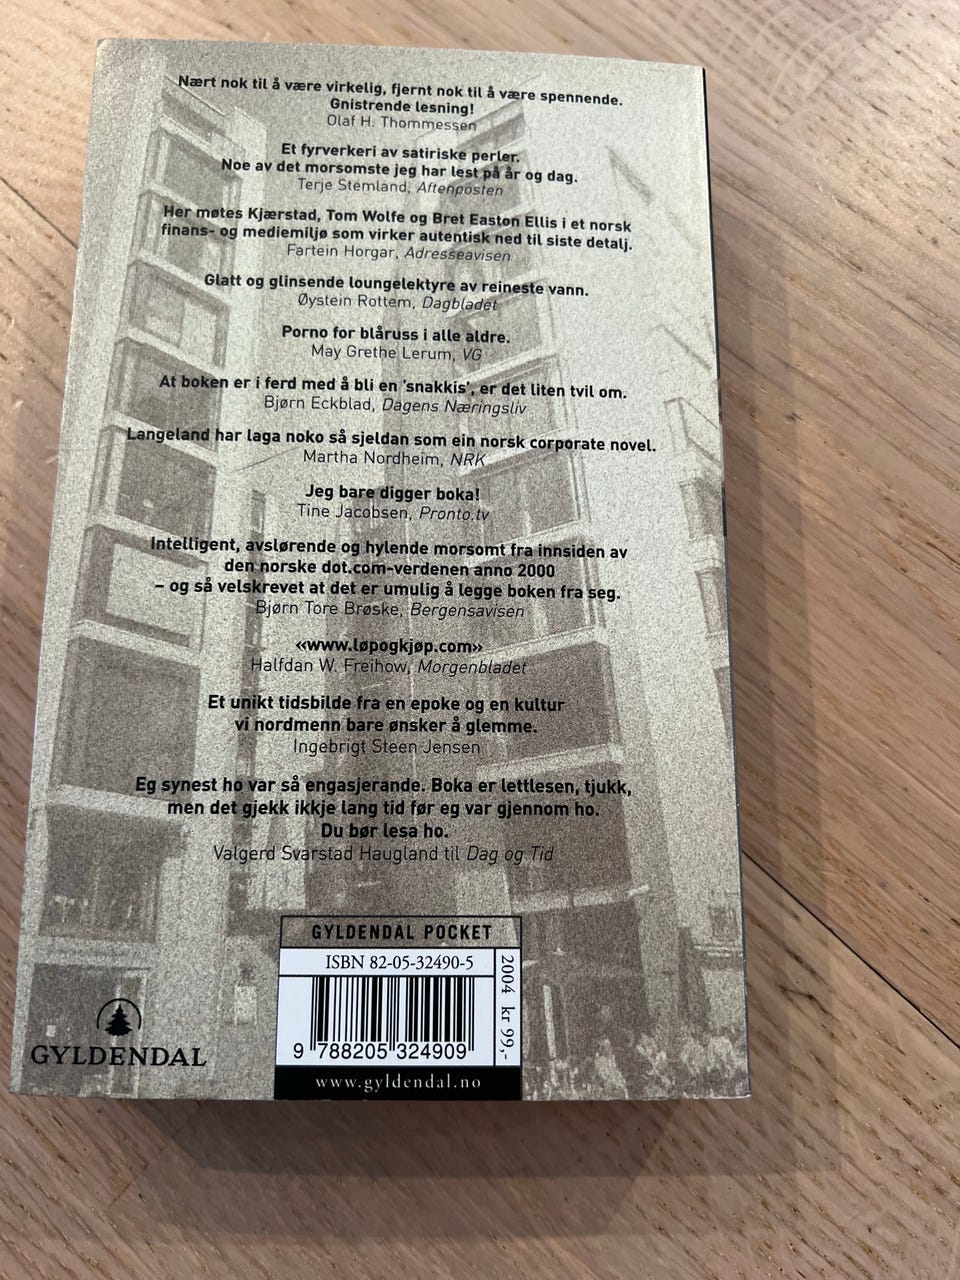 Nært nok til å være virkelig, fjernt nok til å være spennende.
Gnistrende lesning!
Olaf H. Thommessen
Et fyrverkeri av satiriske perler.
Noe av det morsomste jeg har lest på år og dag.
Terje Stemland, Aftenposten
Her møtes Kjærstad, Tom Wolfe og Bret Easton Ellis i et norsk
finans- og mediemiljø som virker autentisk ned til siste detalj.
Fartein Horgar, Adresseavisen
Glatt og glinsende loungelektyre av reineste vann.
Øystein Rottem, Dagbladet
Porno for blåruss i alle aldre.
May Grethe Lerum, VG
At boken er i ferd med å bli en 'snakkis', er det liten tvil om.
Bjørn Eckblad, Dagens Næringsliv
Langeland har laga noko så sjeldan som ein norsk corporate novel.
Martha Nordheim, NRK
Jeg bare digger boka!
Tine Jacobsen, Pronto.tv
Intelligent, avslørende og hylende morsomt fra innsiden av
den norske dot.com-verdenen anno 2000
– og så velskrevet at det er umulig å legge boken fra seg.
Bjørn Tore Brøske, Bergensavisen
«www.løpogkjøp.com»
Halfdan W. Freihow, Morgenbladet
Et unikt tidsbilde fra en epoke og en kultur
vi nordmenn bare ønsker å glemme.
Ingebrigt Steen Jensen
Eg synest ho var så engasjerande. Boka er lettlesen, tjukk,
men det gjekk ikkje lang tid før eg var gjennom ho.
Du bør lesa ho.
Valgerd Svarstad Haugland til Dag og Tid
GYLDENDAL POCKET
ISBN 82-05-32490-5
2004 kr 99,-
9 788205 324909
www.gyldendal.no
GYLDENDAL